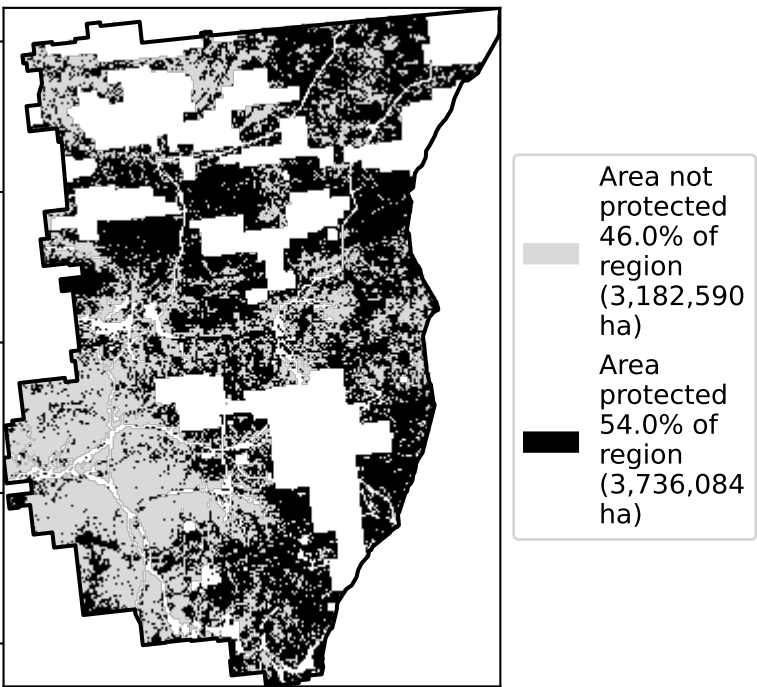 Area not
protected
46.0% of
region
(3,182,590
ha)
Area
protected
54.0% of
region
(3,736,084
ha)